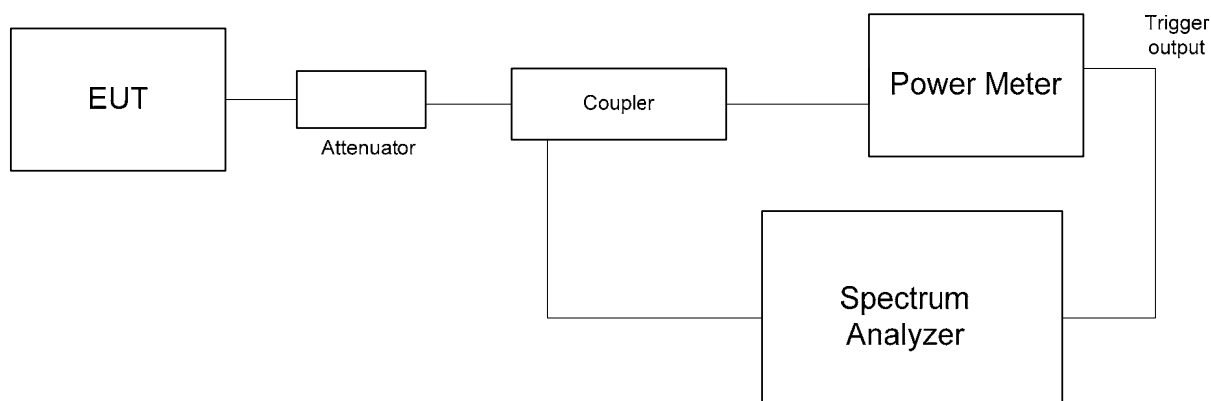 Trigger
output
EUT
Attenuator
Coupler
Power Meter
Spectrum
Analyzer